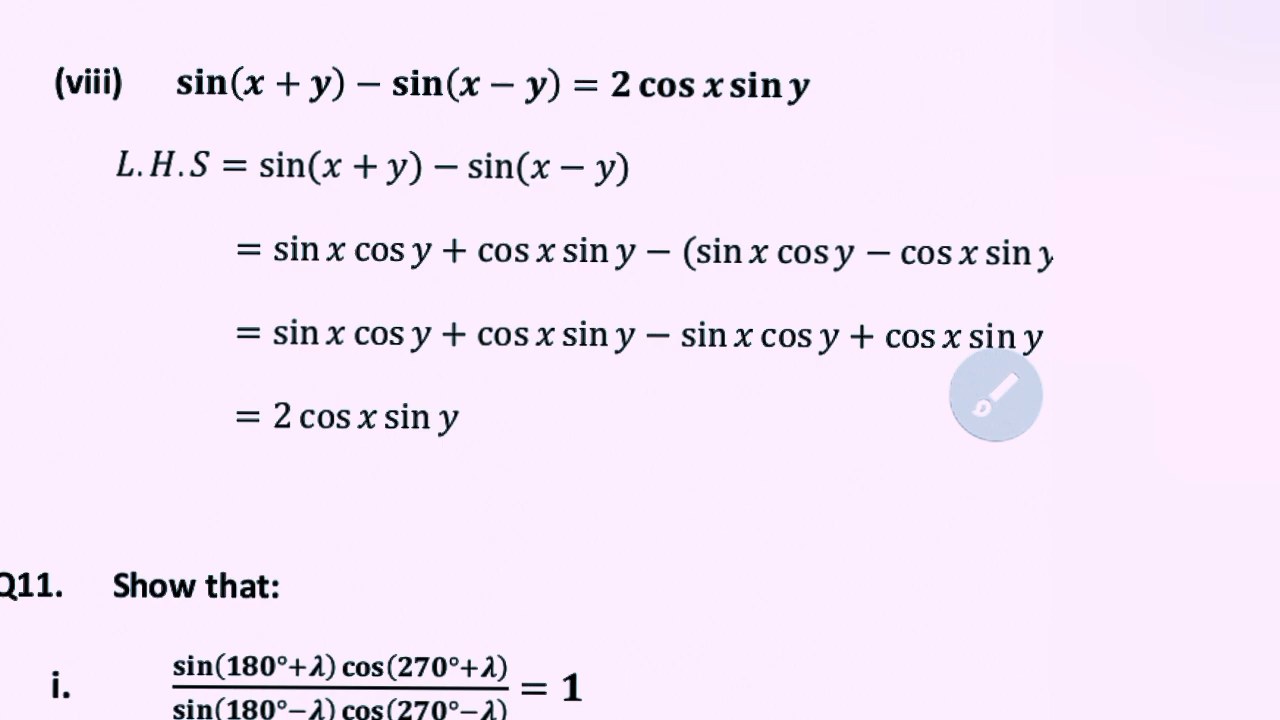 (viii) sin(x + y) − sin(x − y) = 2 cos x sin y
L.H.S = sin(x + y) − sin(x − y)
= sin x cos y + cos x sin y − (sin x cos y − cos x sin y
= sin x cos y + cos x sin y − sin x cos y + cos x sin y
= 2 cos x sin y
Q11. Show that:
i. sin(180°+λ) cos(270°+λ) / sin(180°−λ) cos(270°−λ) = 1